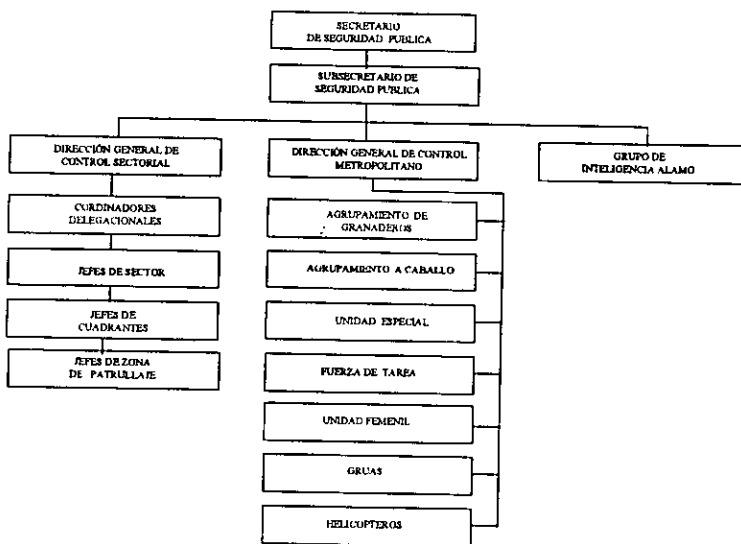 SECRETARIO
DE SEGURIDAD PUBLICA
SUBSECRETARIO DE
SEGURIDAD PUBLICA
DIRECCIÓN GENERAL DE
CONTROL SECTORIAL
DIRECCIÓN GENERAL DE CONTROL
METROPOLITANO
GRUPO DE
INTELIGENCIA ALAMO
CORDINADORES
DELEGACIONALES
JEFES DE SECTOR
JEFES DE
CUADRANTES
JEFES DE ZONA
DE PATRULLAJE
AGRUPAMIENTO DE
GRANADEROS
AGRUPAMIENTO A CABALLO
UNIDAD ESPECIAL
FUERZA DE TAREA
UNIDAD FEMENIL
GRUAS
HELICOPTEROS